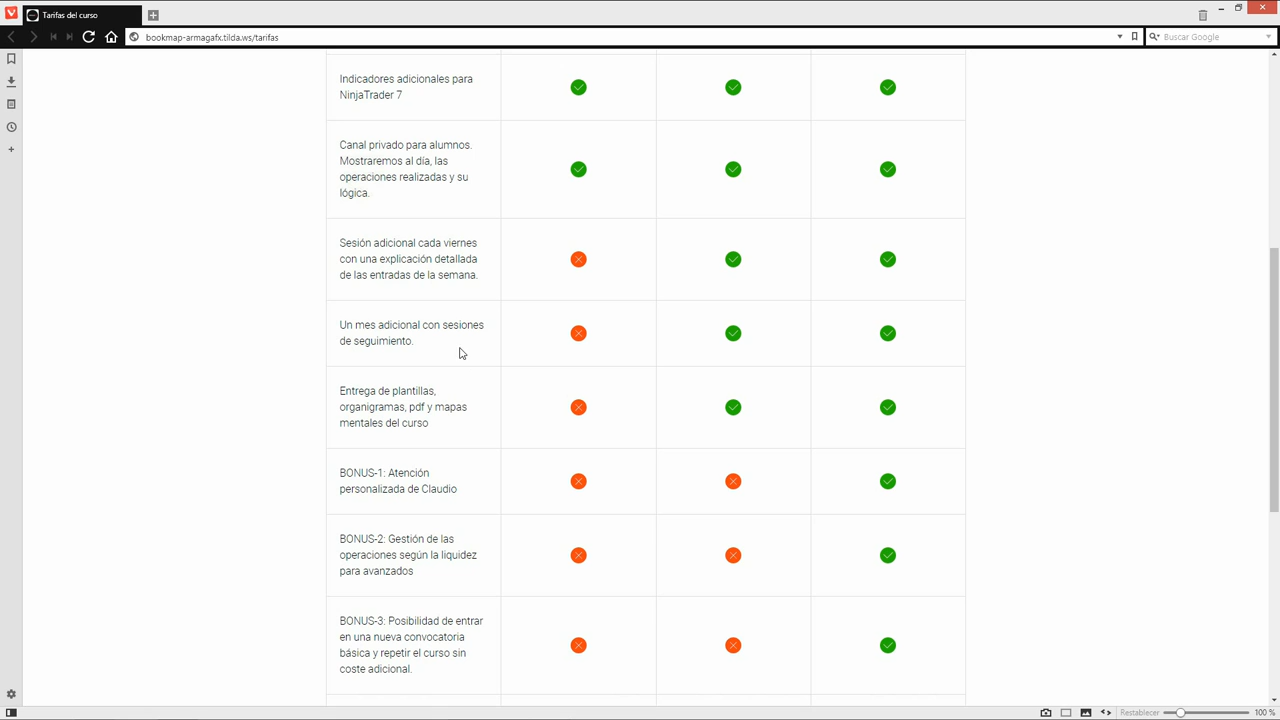 Tarifas del curso
bookmap-armagafx.tilda.ws/tarifas
Buscar Google
Indicadores adicionales para
NinjaTrader 7
Canal privado para alumnos.
Mostraremos al día, las
operaciones realizadas y su
lógica.
Sesión adicional cada viernes
con una explicación detallada
de las entradas de la semana.
Un mes adicional con sesiones
de seguimiento.
Entrega de plantillas,
organigramas, pdf y mapas
mentales del curso
BONUS-1: Atención
personalizada de Claudio
BONUS-2: Gestión de las
operaciones según la liquidez
para avanzados
BONUS-3: Posibilidad de entrar
en una nueva convocatoria
básica y repetir el curso sin
coste adicional.
Restablecer
100 %